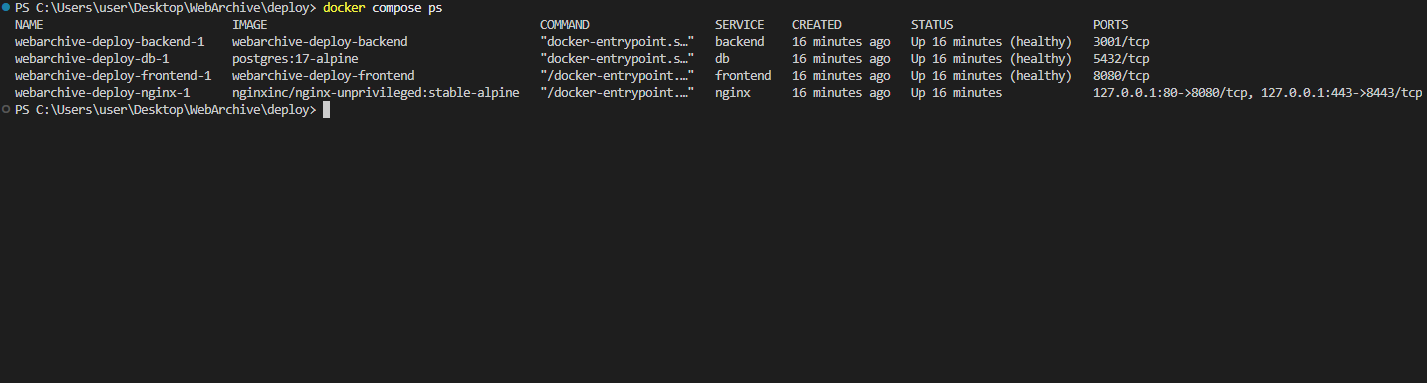 PS C:\Users\user\Desktop\WebArchive\deploy> docker compose ps
NAME IMAGE COMMAND SERVICE CREATED STATUS PORTS
webarchive-deploy-backend-1 webarchive-deploy-backend "docker-entrypoint.s…" backend 16 minutes ago Up 16 minutes (healthy) 3001/tcp
webarchive-deploy-db-1 postgres:17-alpine "docker-entrypoint.s…" db 16 minutes ago Up 16 minutes (healthy) 5432/tcp
webarchive-deploy-frontend-1 webarchive-deploy-frontend "/docker-entrypoint.…" frontend 16 minutes ago Up 16 minutes (healthy) 8080/tcp
webarchive-deploy-nginx-1 nginxinc/nginx-unprivileged:stable-alpine "/docker-entrypoint.…" nginx 16 minutes ago Up 16 minutes 127.0.0.1:80->8080/tcp, 127.0.0.1:443->8443/tcp
PS C:\Users\user\Desktop\WebArchive\deploy>